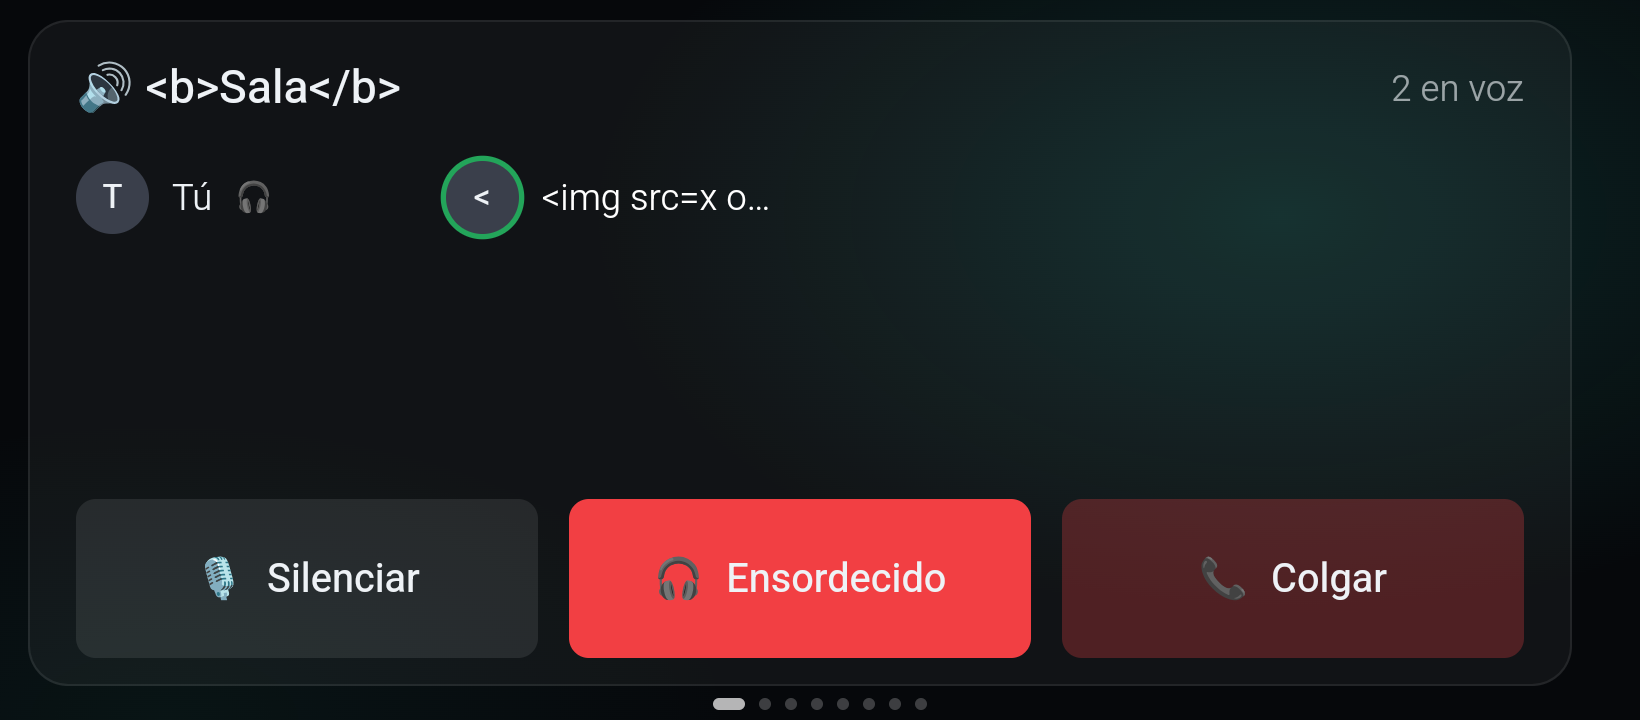 🔊 <b>Sala</b>
2 en voz
T Tú 🎧
< <img src=x o...
🎙️ Silenciar
🎧 Ensordecido
📞 Colgar